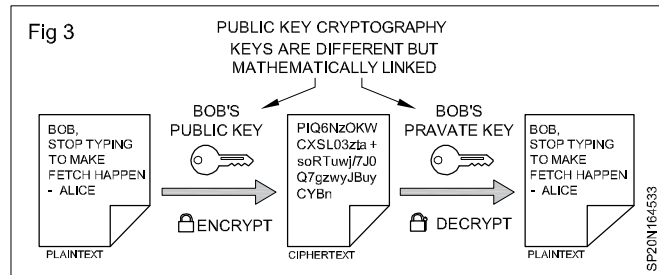 Fig 3
PUBLIC KEY CRYPTOGRAPHY
KEYS ARE DIFFERENT BUT
MATHEMATICALLY LINKED
BOB,
STOP TYPING
TO MAKE
FETCH HAPPEN
- ALICE
PLAINTEXT
BOB'S
PUBLIC KEY
ENCRYPT
PIQ6NzOKW
CXSL03zta +
soRTuwj/7J0
Q7gzwyJBuy
CYBn
CIPHERTEXT
BOB'S
PRAVATE KEY
DECRYPT
BOB,
STOP TYPING
TO MAKE
FETCH HAPPEN
- ALICE
PLAINTEXT
SP20N164533